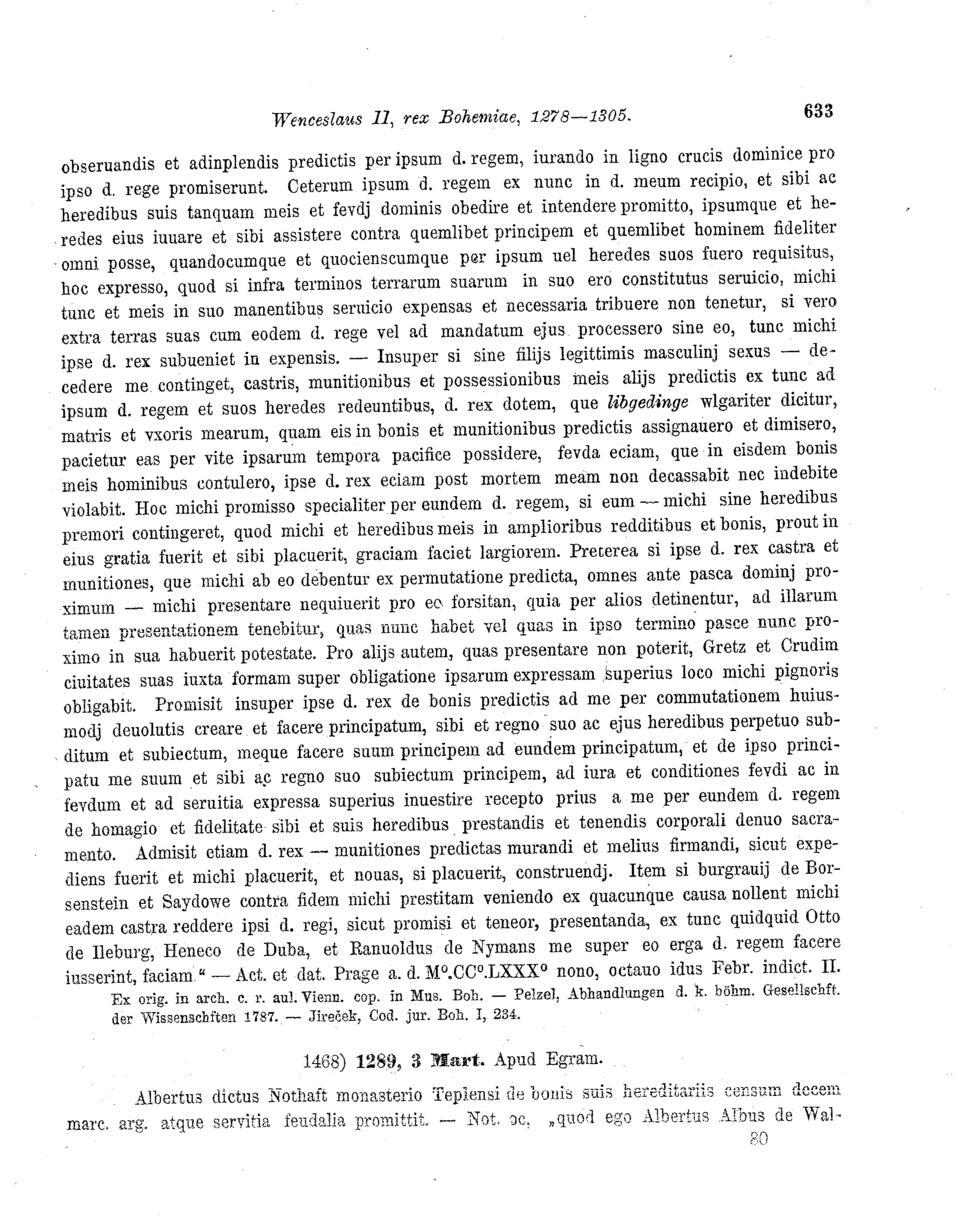 Wenceslaus II, rex Bohemiae, 1278—1305.
633
obseruandis et adinplendis predictis per ipsum d. regem, iurando in ligno crucis dominice pro
ipso d. rege promiserunt. Ceterum ipsum d. regem ex nunc in d. meum recipio, et sibi ac
heredibus suis tanquam meis et fevdj dominis obedire et intendere promitto, ipsumque et he-
redes eius iuuare et sibi assistere contra quemlibet principem et quemlibet hominem fideliter
omni posse, quandocumque et quocienscumque per ipsum uel heredes suos fuero requisitus,
hoc expresso, quod si infra terminos terrarum suarum in suo ero constitutus seruicio, michi
tunc et meis in suo manentibus seruicio expensas et necessaria tribuere non tenetur, si vero
extra terras suas cum eodem d. rege vel ad mandatum ejus processero sine eo, tunc michi
ipse d. rex subueniet in expensis. — Insuper si sine filijs legittimis masculinj sexus — de-
cedere me continget, castris, munitionibus et possessionibus meis alijs predictis ex tunc ad
ipsum d. regem et suos heredes redeuntibus, d. rex dotem, que libgedinge wlgariter dicitur,
matris et vxoris mearum, quam eis in bonis et munitionibus predictis assignauero et dimisero,
pacietur eas per vite ipsarum tempora pacifice possidere, fevda eciam, que in eisdem bonis
meis hominibus contulero, ipse d. rex eciam post mortem meam non decassabit nec indebite
violabit. Hoc michi promisso specialiter per eundem d. regem, si eum — michi sine heredibus
premori contingeret, quod michi et heredibus meis in amplioribus redditibus et bonis, prout in
eius gratia fuerit et sibi placuerit, graciam faciet largiorem. Preterea si ipse d. rex castra et
munitiones, que michi ab eo debentur ex permutatione predicta, omnes ante pasca dominj pro-
ximum — michi presentare nequiuerit pro eo forsitan, quia per alios detinentur, ad illarum
tamen presentationem tenebitur, quas nunc habet vel quas in ipso termino pasce nunc pro-
ximo in sua habuerit potestate. Pro alijs autem, quas presentare non poterit, Gretz et Crudim
ciuitates suas iuxta formam super obligatione ipsarum expressam superius loco michi pignoris
obligabit. Promisit insuper ipse d. rex de bonis predictis ad me per commutationem huius-
modj deuolutis creare et facere principatum, sibi et regno suo ac ejus heredibus perpetuo sub-
ditum et subiectum, meque facere suum principem ad eundem principatum, et de ipso princi-
patu me suum et sibi ac regno suo subiectum principem, ad iura et conditiones fevdi ac in
fevdum et ad seruitia expressa superius inuestire recepto prius a me per eundem d. regem
de homagio et fidelitate sibi et suis heredibus prestandis et tenendis corporali denuo sacra-
mento. Admisit etiam d. rex — munitiones predictas murandi et melius firmandi, sicut expe-
diens fuerit et michi placuerit, et nouas, si placuerit, construendj. Item si burgrauij de Bor-
senstein et Saydowe contra fidem michi prestitam veniendo ex quacunque causa nollent michi
eadem castra reddere ipsi d. regi, sicut promisi et teneor, presentanda, ex tunc quidquid Otto
de Ileburg, Heneco de Duba, et Ranuoldus de Nymans me super eo erga d. regem facere
iusserint, faciam.“ — Act. et dat. Prage a. d. M⁰.CC⁰.LXXX⁰ nono, octauo idus Febr. indict. II.
Ex orig. in arch. c. r. aul. Vienn. cop. in Mus. Boh. — Pelzel, Abhandlungen d. k. böhm. Gesellschft.
der Wissenschften 1787. — Jireček, Cod. jur. Boh. I, 234.
1468) 1289, 3 Mart. Apud Egram.
Albertus dictus Nothaft monasterio Teplensi de bonis suis hereditariis censum decem
marc. arg. atque servitia feudalia promittit. — Not. oc. „quod ego Albertus Albus de Wal-
80